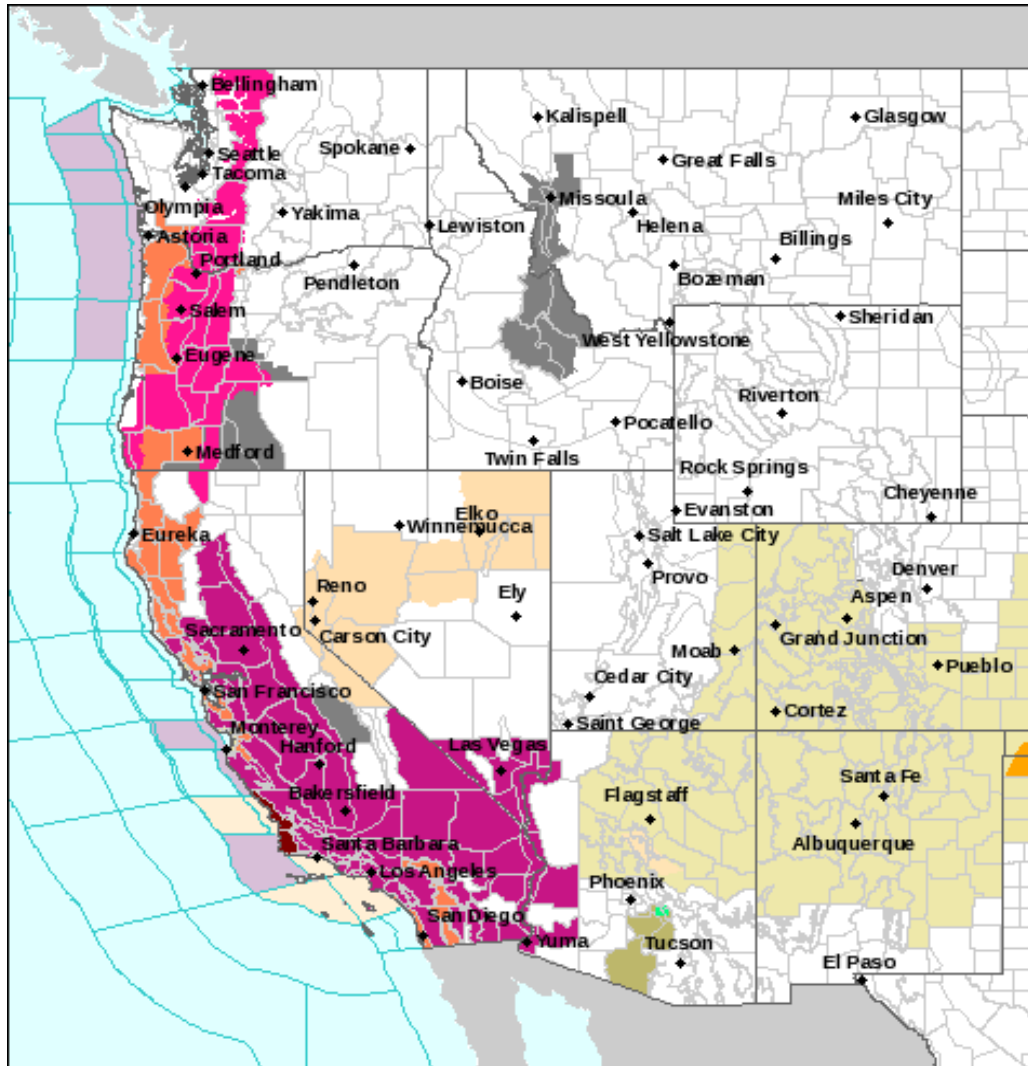 Bellingham
Kalispell
Glasgow
Seattle
Spokane
Great Falls
Tacoma
Olympia
Missoula
Miles City
Yakima
Lewiston
Helena
Billings
Astoria
Portland
Pendleton
Bozeman
Salem
Sheridan
West Yellowstone
Eugene
Boise
Riverton
Pocatello
Medford
Twin Falls
Rock Springs
Cheyenne
Elko
Winnemucca
Evanston
Eureka
Salt Lake City
Provo
Denver
Reno
Ely
Aspen
Sacramento
Carson City
Grand Junction
Moab
Pueblo
Cedar City
San Francisco
Cortez
Monterey
Saint George
Hanford
Las Vegas
Santa Fe
Bakersfield
Flagstaff
Albuquerque
Santa Barbara
Los Angeles
Phoenix
San Diego
Yuma
Tucson
El Paso